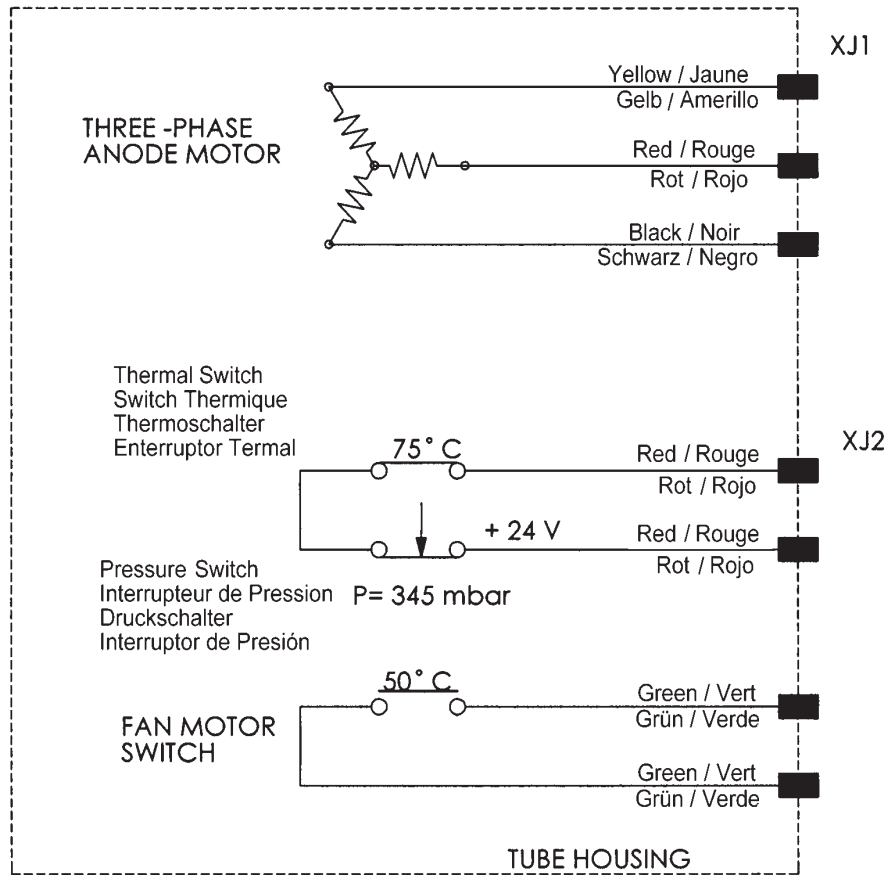 XJ1
Yellow / Jaune
Gelb / Amerillo
THREE -PHASE
ANODE MOTOR
Red / Rouge
Rot / Rojo
Black / Noir
Schwarz / Negro
Thermal Switch
Switch Thermique
Thermoschalter
Enterruptor Termal
75° C
Red / Rouge
Rot / Rojo
XJ2
+ 24 V
Red / Rouge
Rot / Rojo
Pressure Switch
Interrupteur de Pression
Druckschalter
Interruptor de Presión
P= 345 mbar
50° C
Green / Vert
Grün / Verde
FAN MOTOR
SWITCH
Green / Vert
Grün / Verde
TUBE HOUSING